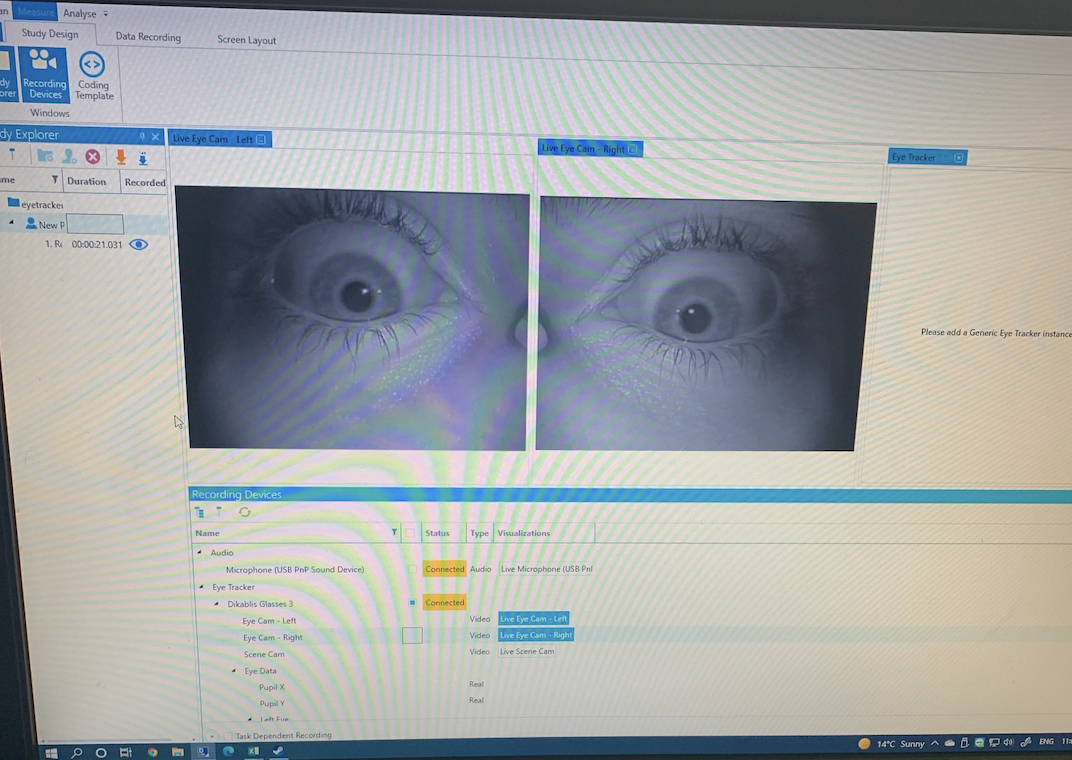 Measure Analyse
Study Design Data Recording Screen Layout
Recording Devices
Coding Template
Windows
dy Explorer
Live Eye Cam - Left
Live Eye Cam - Right
Eye Tracker
me Duration Recorded
eyetracker
New P
1. R 00:00:21.031
Please add a Generic Eye Tracker instance
Recording Devices
Name Status Type Visualizations
Audio
Microphone (USB PnP Sound Device) Connected Audio Live Microphone (USB PnI
Eye Tracker
Dikablis Glasses 3 Connected
Eye Cam - Left Video Live Eye Cam - Left
Eye Cam - Right Video Live Eye Cam - Right
Scene Cam Video Live Scene Cam
Eye Data
Pupil X Real
Pupil Y Real
Left Eye
Task Dependent Recording
14°C Sunny ENG